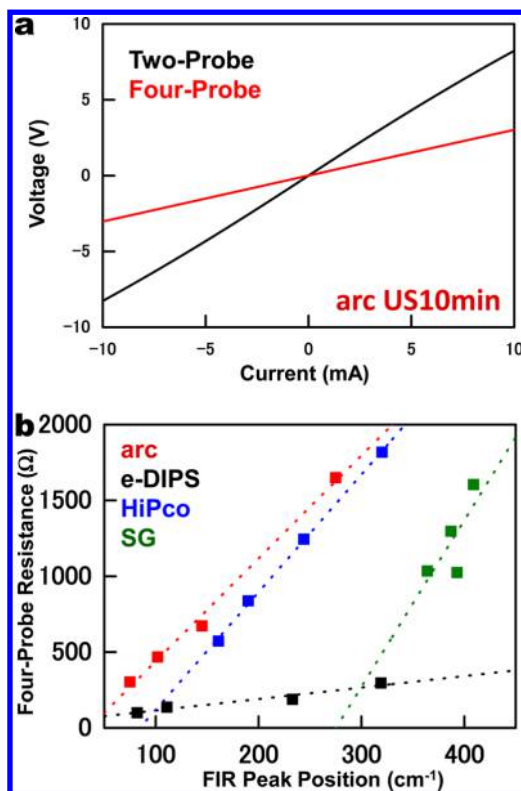 a
10
Two-Probe
Four-Probe
5
0
Voltage (V)
-5
arc US10min
-10
-10 -5 0 5 10
Current (mA)
b
2000
arc
e-DIPS
HiPco
SG
1500
1000
500
0
Four-Probe Resistance (Ω)
100 200 300 400
FIR Peak Position (cm⁻¹)